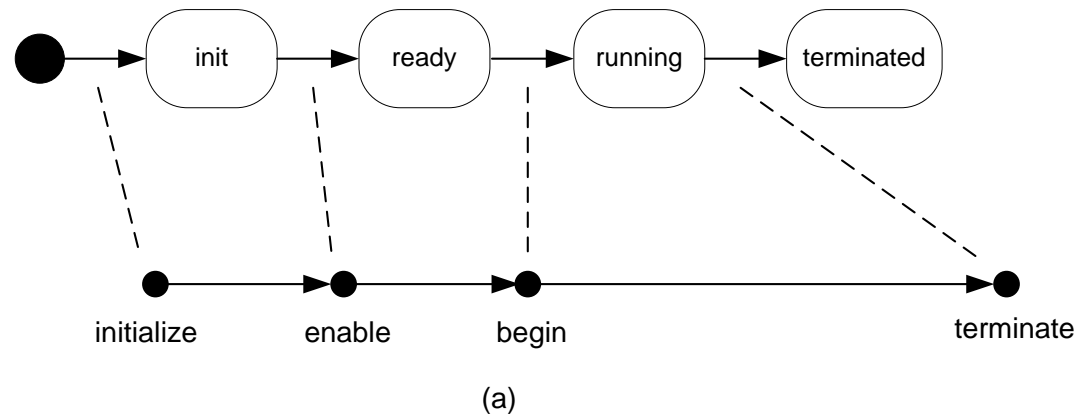 init ready running terminated
initialize enable begin terminate
(a)